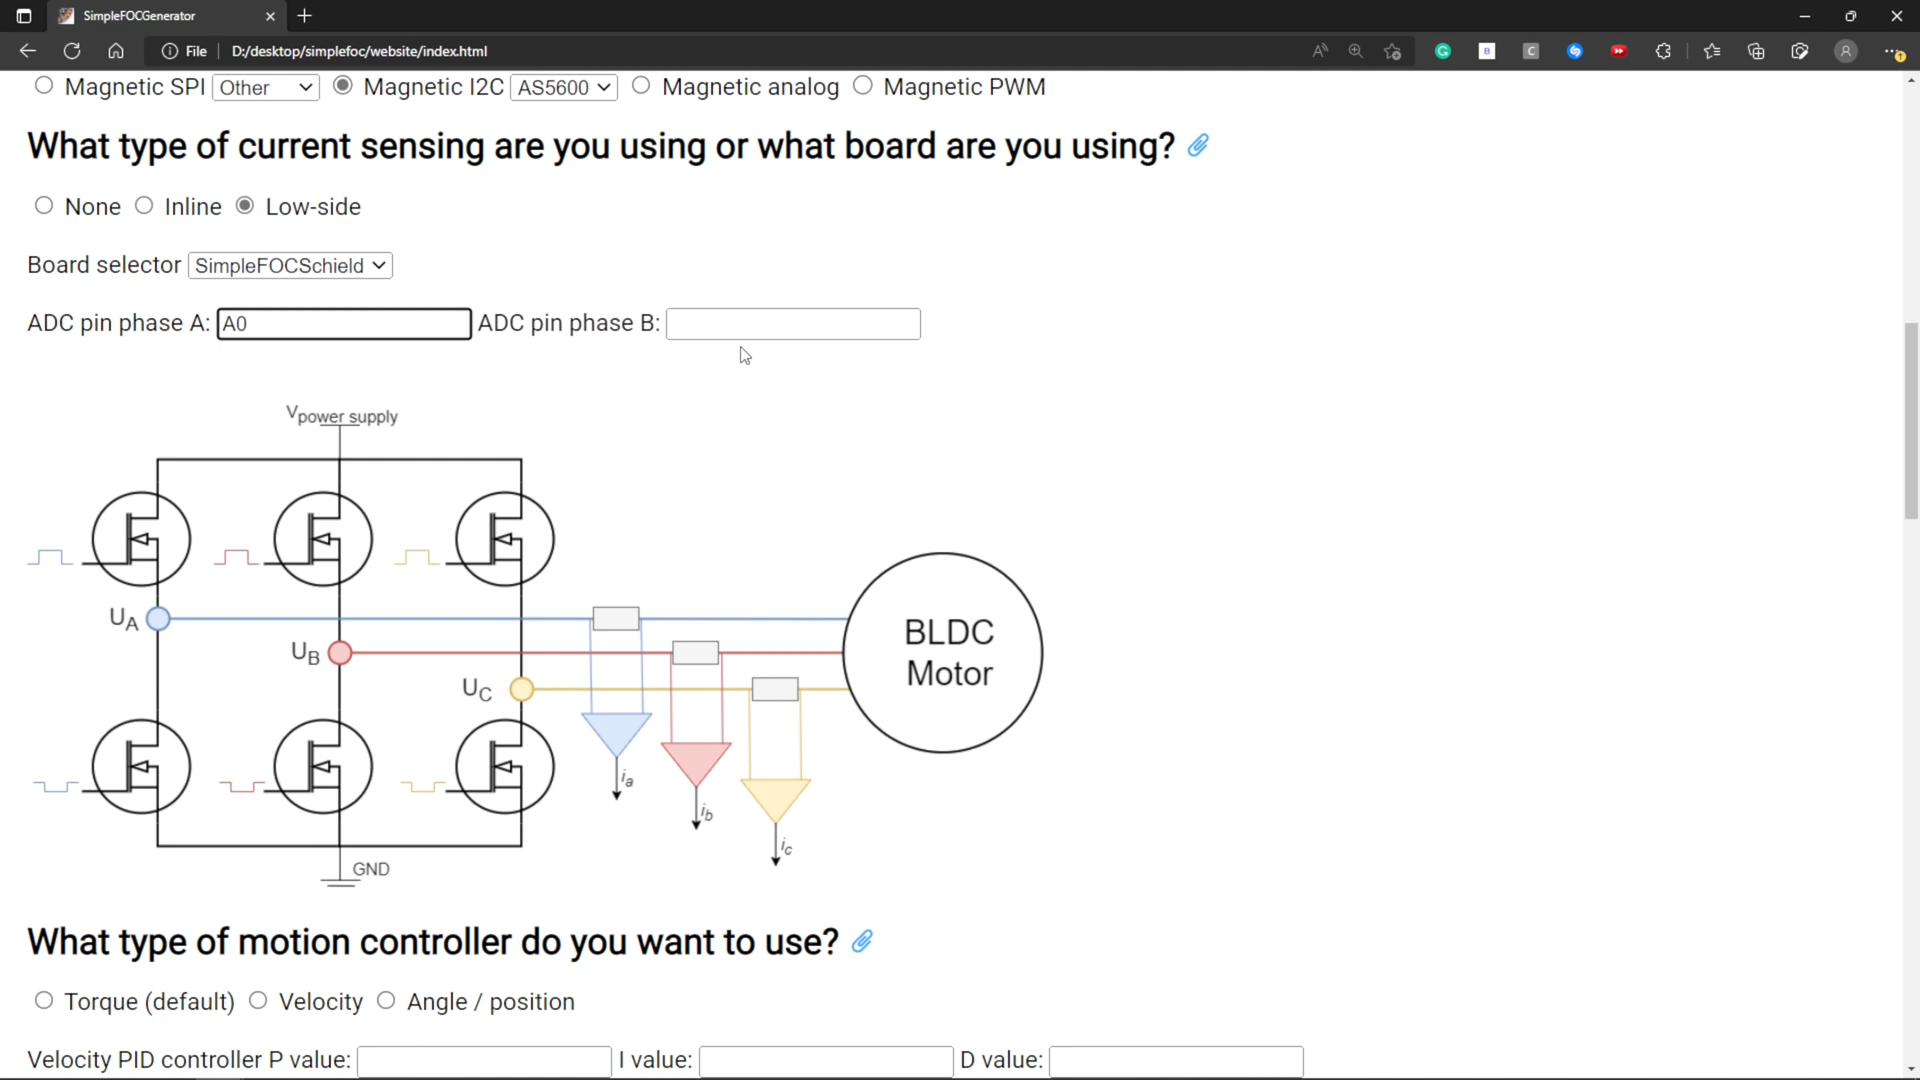 SimpleFOCGenerator
File D:/desktop/simplefoc/website/index.html
Magnetic SPI Other Magnetic I2C AS5600 Magnetic analog Magnetic PWM
What type of current sensing are you using or what board are you using?
None Inline Low-side
Board selector SimpleFOCSchield
ADC pin phase A: A0 ADC pin phase B:
Vpower supply
UA
UB
UC
BLDC
Motor
ia
ib
ic
GND
What type of motion controller do you want to use?
Torque (default) Velocity Angle / position
Velocity PID controller P value: I value: D value: